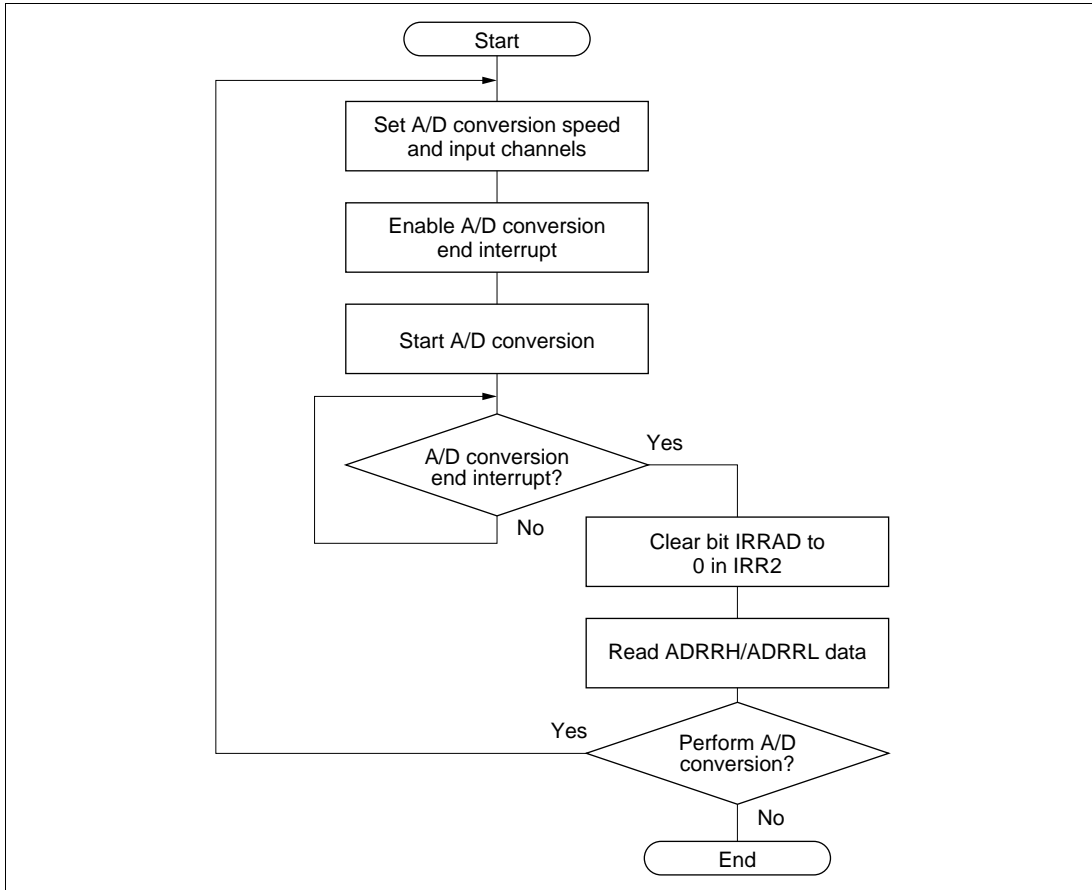 Start
Set A/D conversion speed
and input channels
Enable A/D conversion
end interrupt
Start A/D conversion
A/D conversion
end interrupt?
Yes
No
Clear bit IRRAD to
0 in IRR2
Read ADRRH/ADRRL data
Perform A/D
conversion?
Yes
No
End